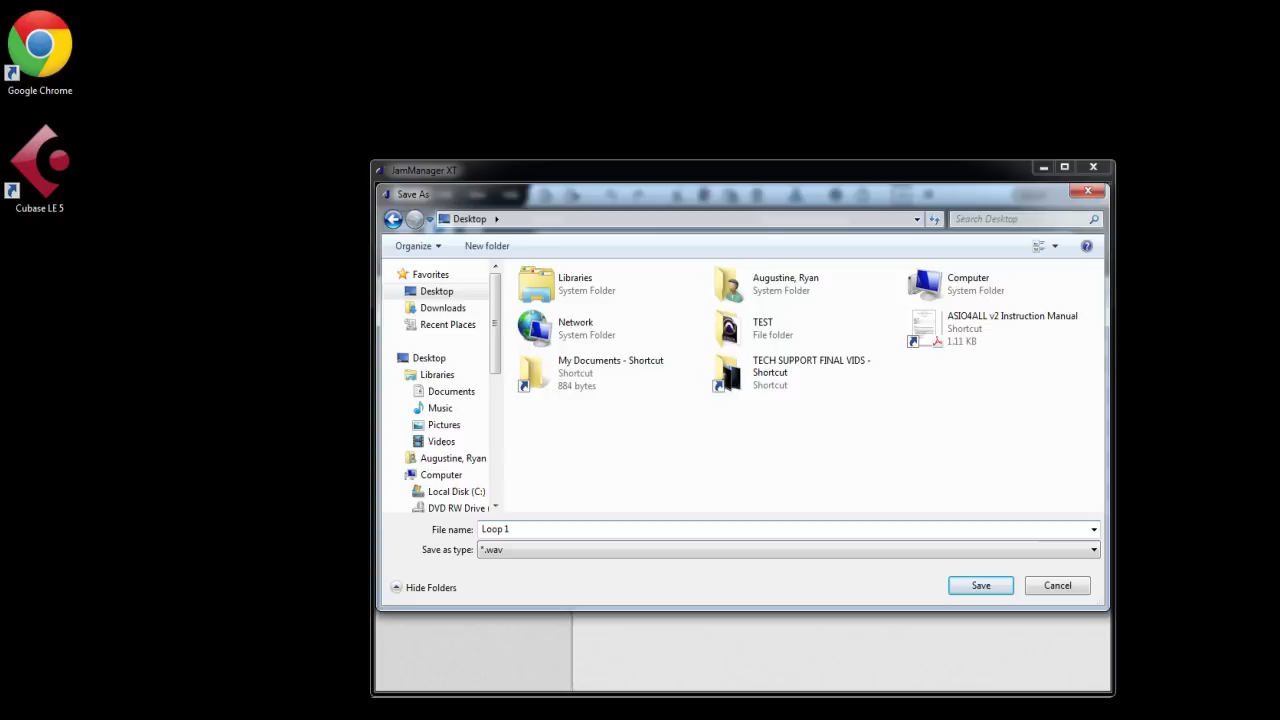 Google Chrome
Cubase LE 5
JamManager XT
Save As
Desktop
Search Desktop
Organize
New folder
Favorites
Desktop
Downloads
Recent Places
Desktop
Libraries
Documents
Music
Pictures
Videos
Augustine, Ryan
Computer
Local Disk (C:)
DVD RW Drive
Libraries
System Folder
Augustine, Ryan
System Folder
Computer
System Folder
Network
System Folder
TEST
File folder
ASIO4ALL v2 Instruction Manual
Shortcut
1.11 KB
My Documents - Shortcut
Shortcut
884 bytes
TECH SUPPORT FINAL VIDS -
Shortcut
Shortcut
File name: Loop 1
Save as type: *.wav
Hide Folders
Save Cancel